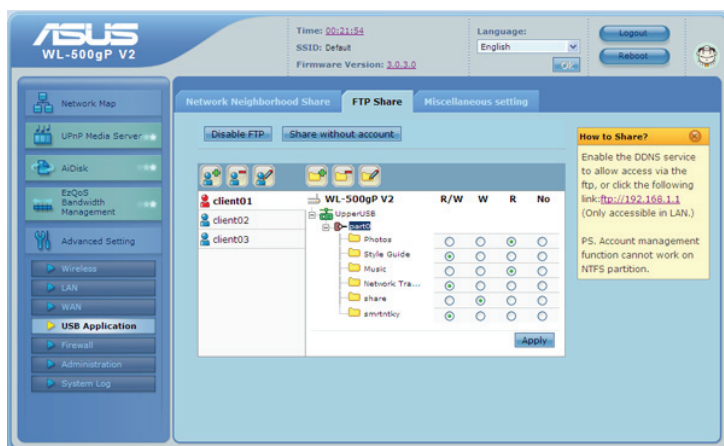 ASUS
WL-500gP V2
Time: 00:21:54
SSID: Default
Firmware Version: 3.0.3.0
Language:
English
OK
Logout
Reboot
Network Map
UPnP Media Server
AiDisk
EzQoS
Bandwidth
Management
Advanced Setting
Wireless
LAN
WAN
USB Application
Firewall
Administration
System Log
Network Neighborhood Share
FTP Share
Miscellaneous setting
Disable FTP
Share without account
client01
client02
client03
WL-500gP V2 R/W W R No
UpperUSB
part0
Photos
Style Guide
Music
Network Tra...
share
smrtntky
Apply
How to Share?
Enable the DDNS service
to allow access via the
ftp, or click the following
link:ftp://192.168.1.1
(Only accessible in LAN.)
PS. Account management
function cannot work on
NTFS partition.